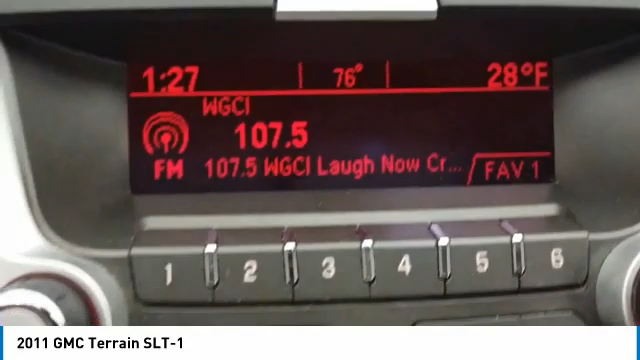 1:27 76° 28°F
WGCI
107.5
FM 107.5 WGCI Laugh Now Cr... FAV 1
1 2 3 4 5 6
2011 GMC Terrain SLT-1